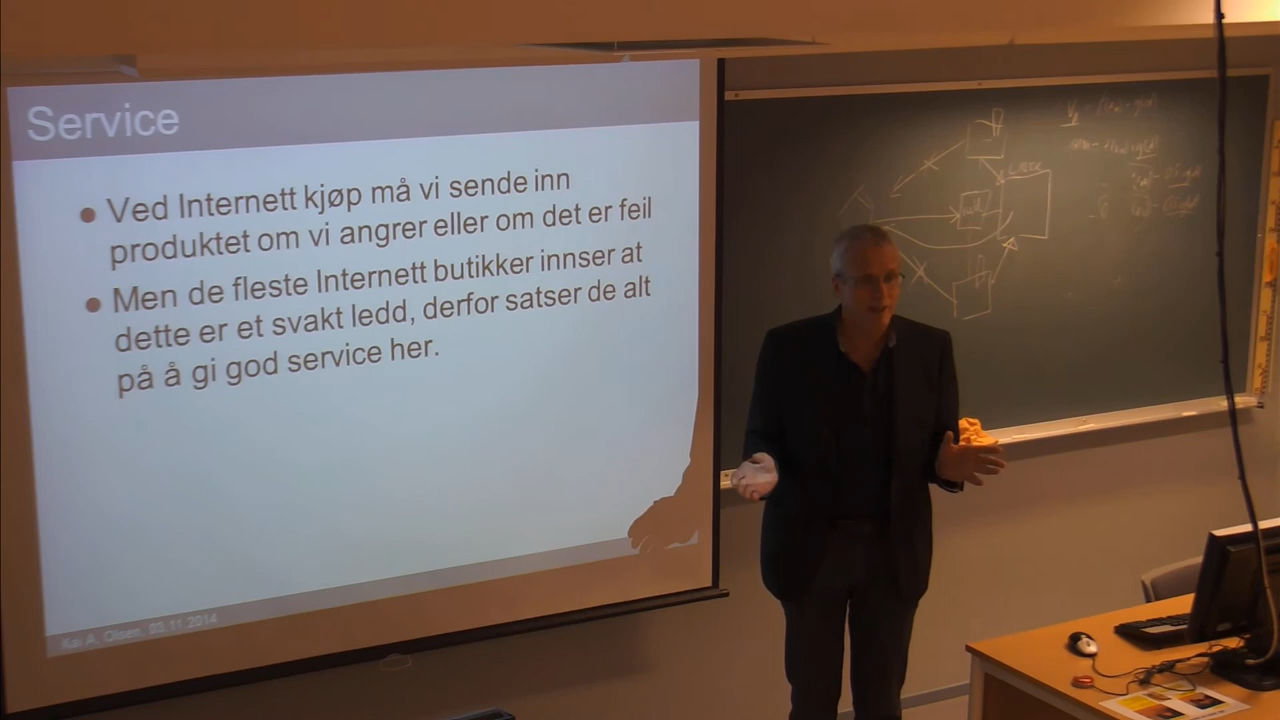 Service
Ved Internett kjøp må vi sende inn
produktet om vi angrer eller om det er feil
Men de fleste Internett butikker innser at
dette er et svakt ledd, derfor satser de alt
på å gi god service her.
Kai A. Olsen, 03.11.2014